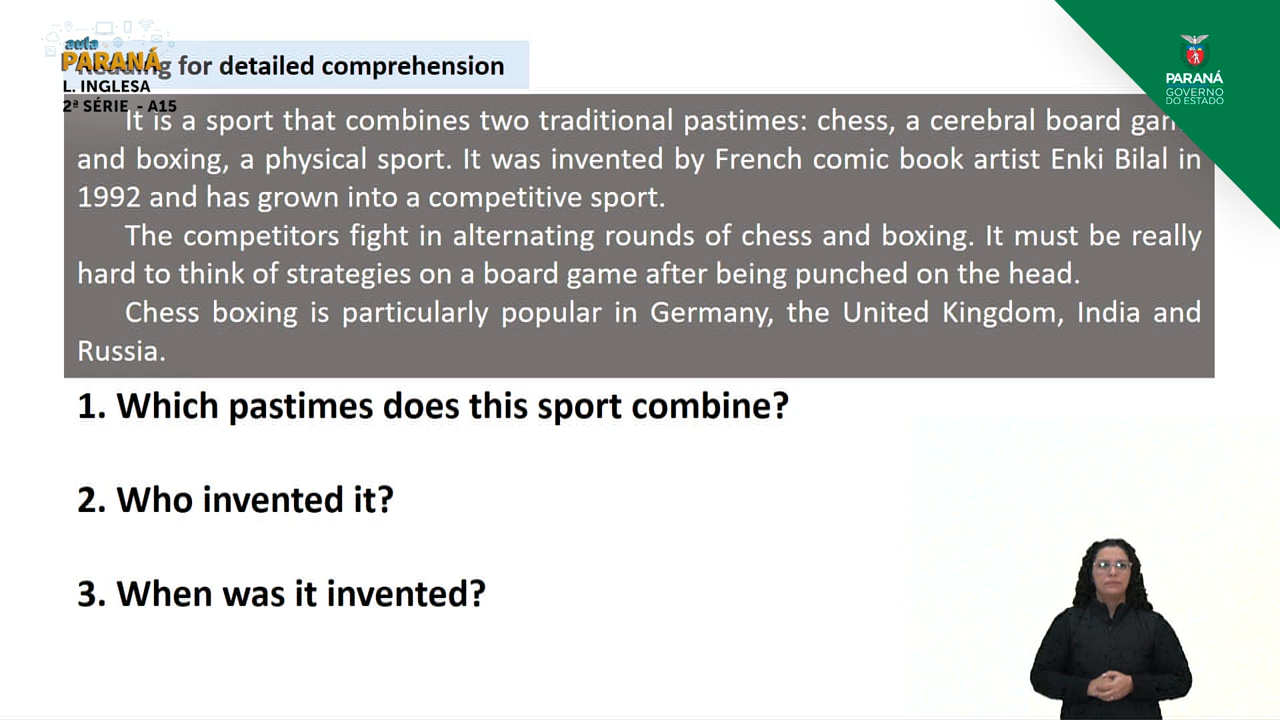 aula
PARANÁ
L. INGLESA
2ª SÉRIE - A15
for detailed comprehension
PARANÁ
GOVERNO
DO ESTADO
It is a sport that combines two traditional pastimes: chess, a cerebral board
and boxing, a physical sport. It was invented by French comic book artist Enki Bilal in
1992 and has grown into a competitive sport.
The competitors fight in alternating rounds of chess and boxing. It must be really
hard to think of strategies on a board game after being punched on the head.
Chess boxing is particularly popular in Germany, the United Kingdom, India and
Russia.
1. Which pastimes does this sport combine?
2. Who invented it?
3. When was it invented?